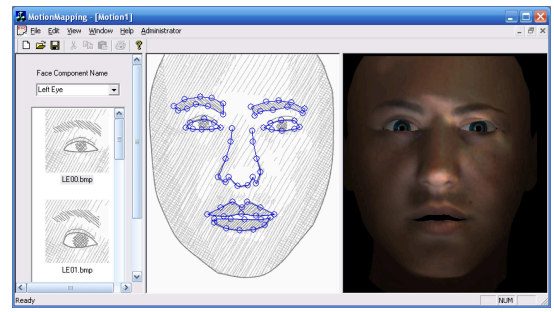 MotionMapping - [Motion1]
File Edit View Window Help Administrator
Face Component Name
Left Eye
LE00.bmp
LE01.bmp
Ready
NUM